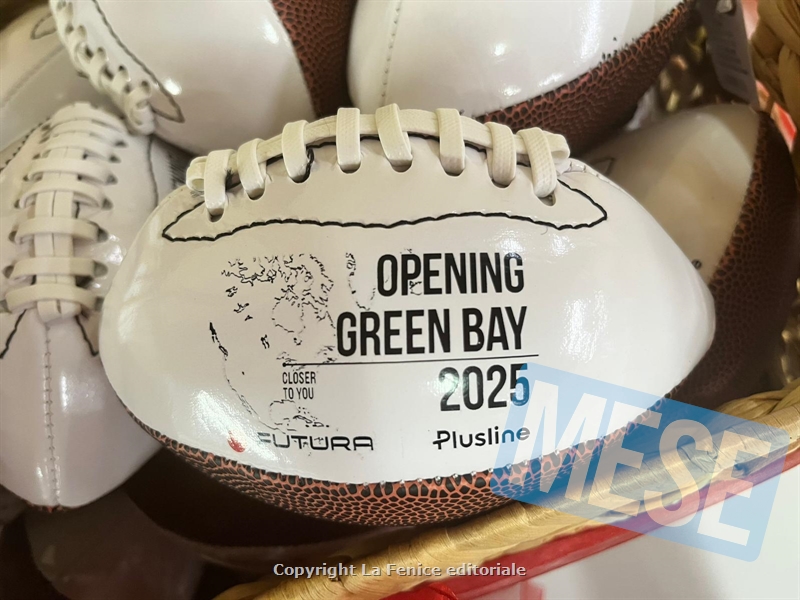 OPENING
GREEN BAY
2025
CLOSER
TO YOU
FUTURA
Plusline
MESE
Copyright La Fenice editoriale